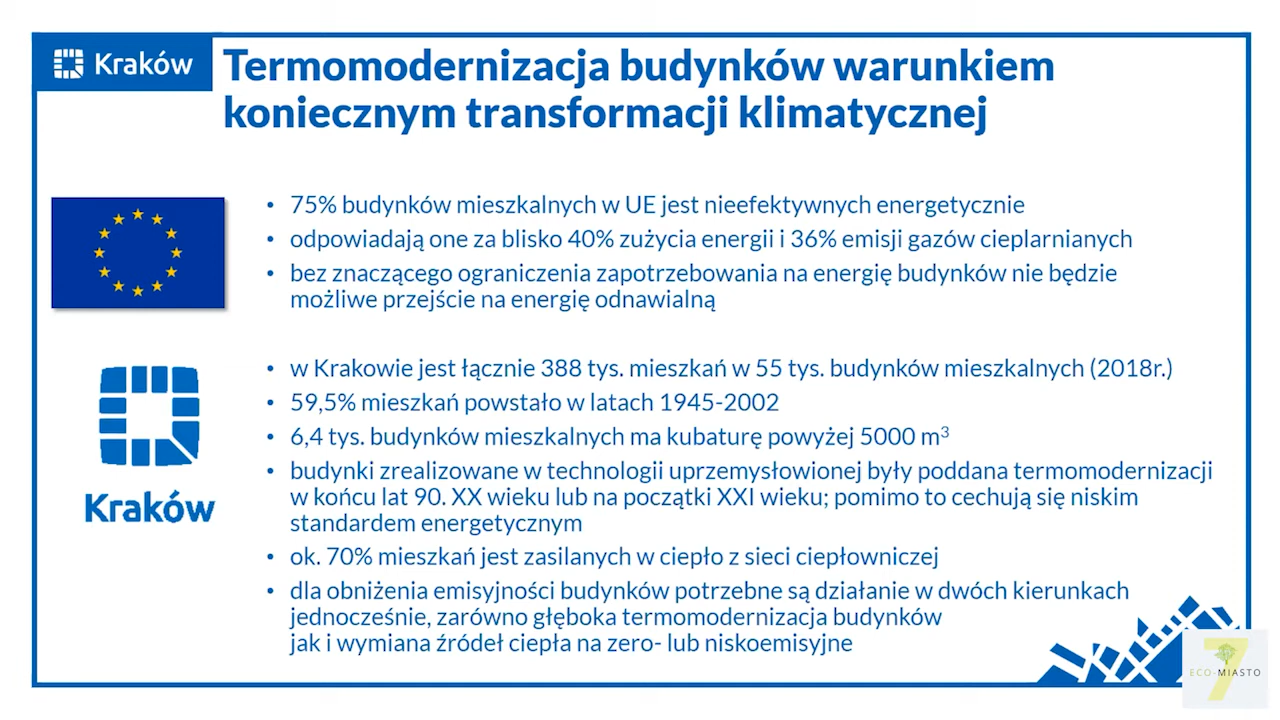 Kraków
Termomodernizacja budynków warunkiem
koniecznym transformacji klimatycznej
• 75% budynków mieszkalnych w UE jest nieefektywnych energetycznie
• odpowiadają one za blisko 40% zużycia energii i 36% emisji gazów cieplarnianych
• bez znaczącego ograniczenia zapotrzebowania na energię budynków nie będzie
możliwe przejście na energię odnawialną
• w Krakowie jest łącznie 388 tys. mieszkań w 55 tys. budynków mieszkalnych (2018r.)
• 59,5% mieszkań powstało w latach 1945-2002
• 6,4 tys. budynków mieszkalnych ma kubaturę powyżej 5000 m³
• budynki zrealizowane w technologii uprzemysłowionej były poddana termomodernizacji
w końcu lat 90. XX wieku lub na początki XXI wieku; pomimo to cechują się niskim
standardem energetycznym
• ok. 70% mieszkań jest zasilanych w ciepło z sieci ciepłowniczej
• dla obniżenia emisyjności budynków potrzebne są działanie w dwóch kierunkach
jednocześnie, zarówno głęboka termomodernizacja budynków
jak i wymiana źródeł ciepła na zero- lub niskoemisyjne
Kraków
7
ECO-MIASTO